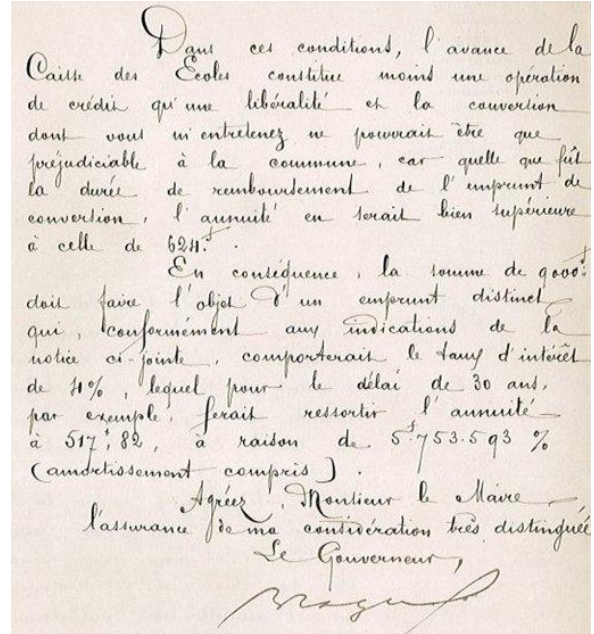 Dans ces conditions, l'avance de la
Caisse des Écoles constitue moins une opération
de crédit qu'une libéralité et la conversion
dont vous m'entretenez ne pourrait être que
préjudiciable à la commune, car quelle que fût
la durée de remboursement de l'emprunt de
conversion, l'annuité en serait bien supérieure
à celle de 624.f
En conséquence, la somme de 9000.f
doit faire l'objet d'un emprunt distinct
qui, conformément aux indications de la
notice ci-jointe, comporterait le taux d'intérêt
de 4%, lequel pour le délai de 30 ans,
par exemple, ferait ressortir l'annuité
à 517f,82, à raison de 5f.753.593 %
(amortissement compris).
Agréez, Monsieur le Maire
l'assurance de ma considération très distinguée
Le Gouverneur,